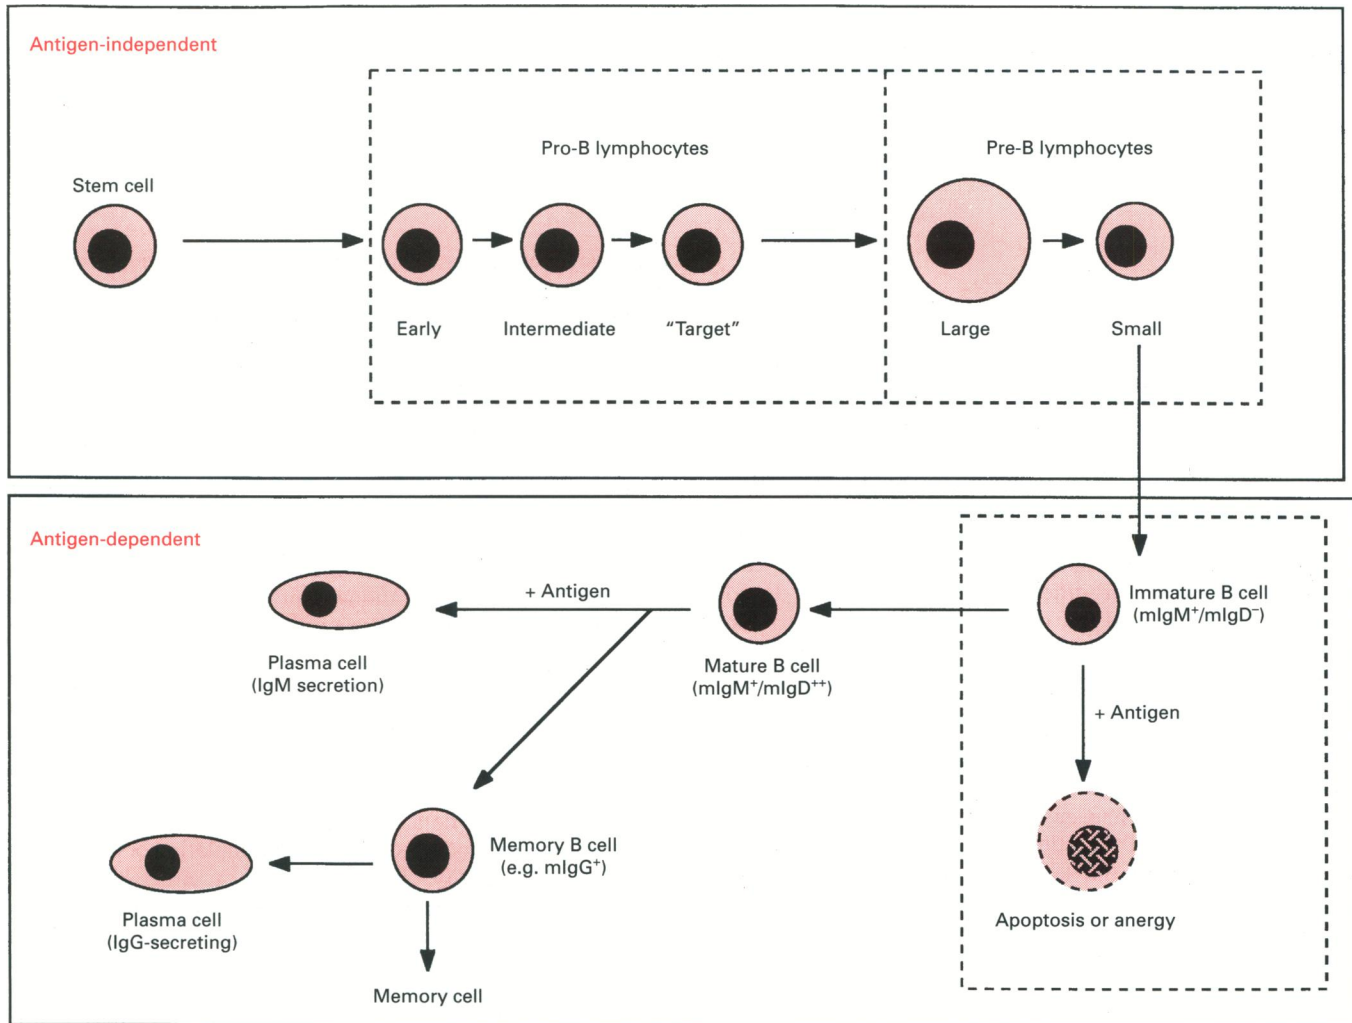 Antigen-independent
Pro-B lymphocytes
Pre-B lymphocytes
Stem cell
Early
Intermediate
“Target”
Large
Small
Antigen-dependent
+ Antigen
Immature B cell
(mIgM⁺/mIgD⁻)
Plasma cell
(IgM secretion)
Mature B cell
(mIgM⁺/mIgD⁺⁺)
+ Antigen
Memory B cell
(e.g. mIgG⁺)
Plasma cell
(IgG-secreting)
Apoptosis or anergy
Memory cell